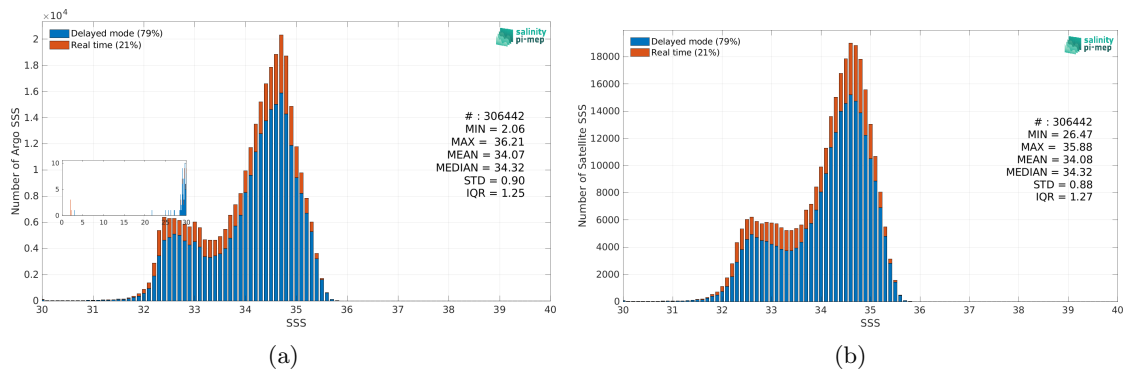 ×10⁴
2
1.8
1.6
1.4
1.2
1
0.8
0.6
0.4
0.2
0
Number of Argo SSS
Delayed mode (79%)
Real time (21%)
salinity
pi-mep
# : 306442
MIN = 2.06
MAX = 36.21
MEAN = 34.07
MEDIAN = 34.32
STD = 0.90
IQR = 1.25
10
5
0
0 5 10 15 20 25 30
30 31 32 33 34 35 36 37 38 39 40
SSS
(a)
18000
16000
14000
12000
10000
8000
6000
4000
2000
0
Number of Satellite SSS
Delayed mode (79%)
Real time (21%)
salinity
pi-mep
# : 306442
MIN = 26.47
MAX = 35.88
MEAN = 34.08
MEDIAN = 34.32
STD = 0.88
IQR = 1.27
30 31 32 33 34 35 36 37 38 39 40
SSS
(b)